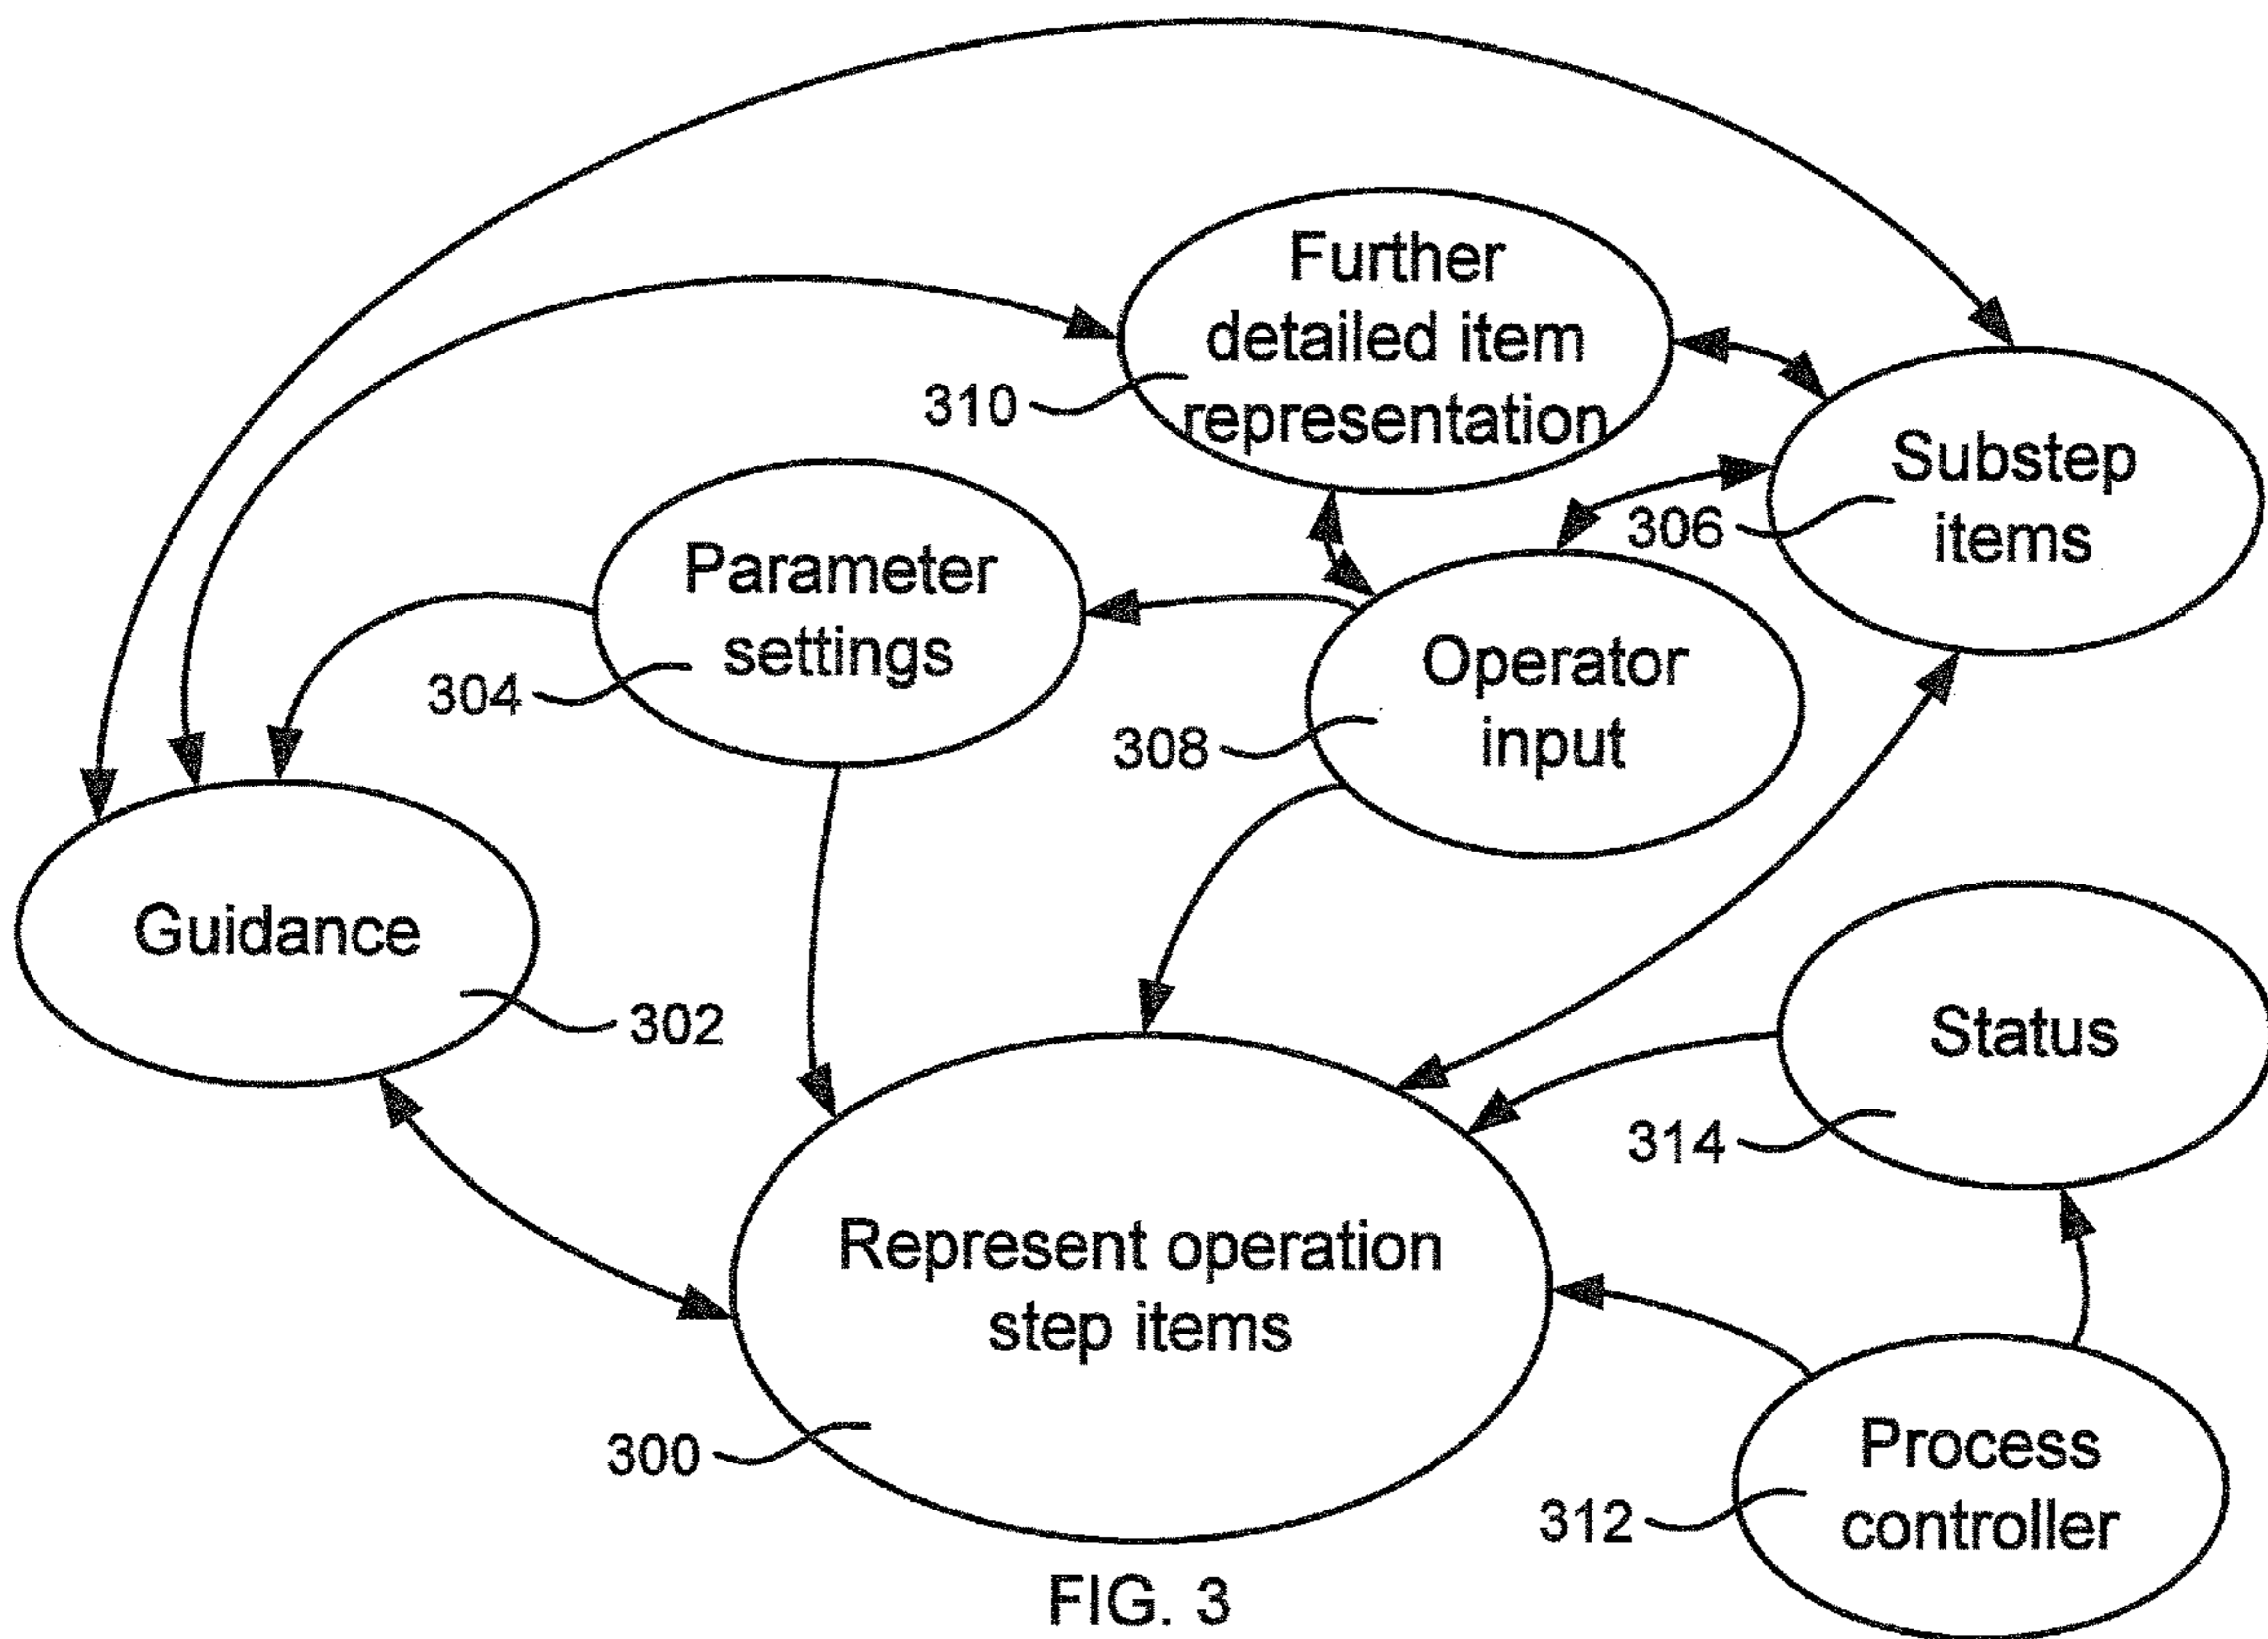 Further
detailed item
representation
310
Substep
items
306
Parameter
settings
304
Operator
input
308
Guidance
302
Status
314
Represent operation
step items
300
Process
controller
312
FIG. 3